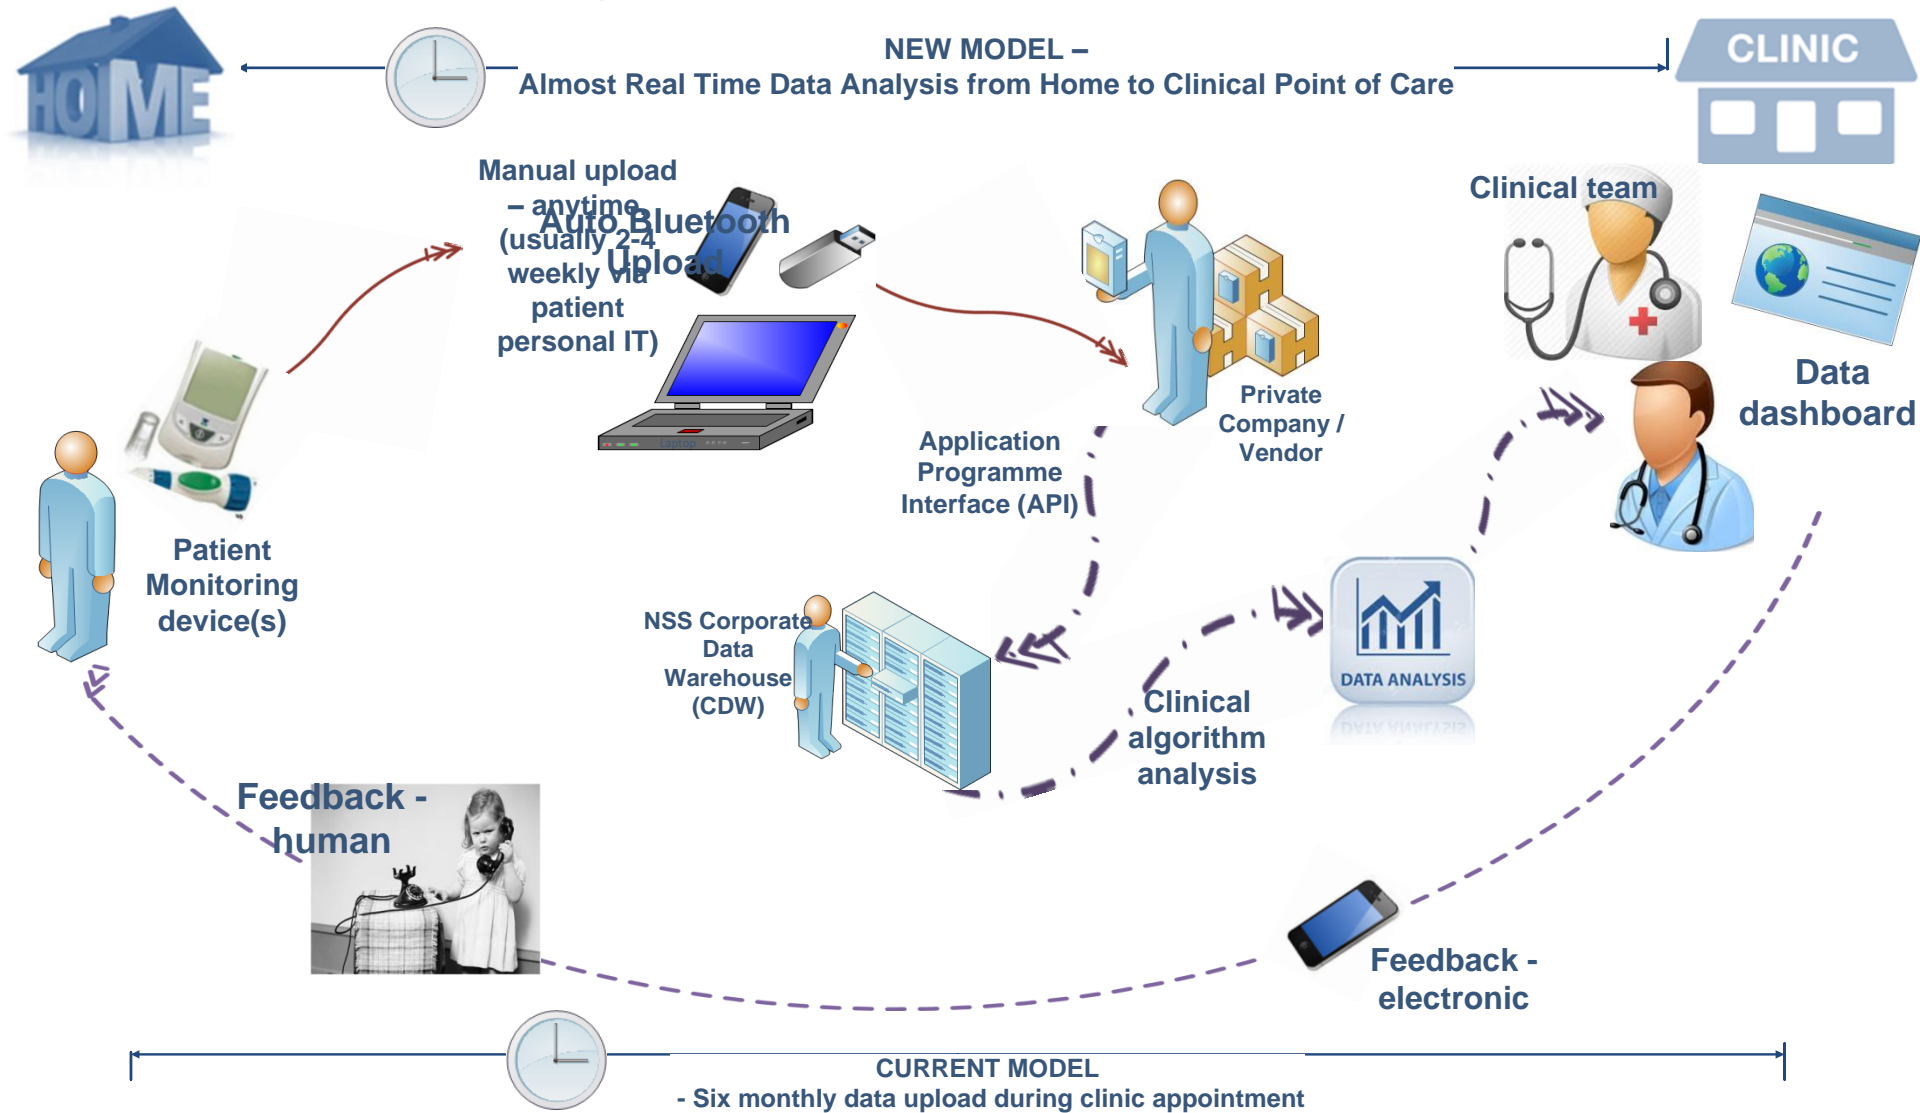 HOME
NEW MODEL –
Almost Real Time Data Analysis from Home to Clinical Point of Care
CLINIC
Manual upload
– anytime
(usually 2-4
weekly via
patient
personal IT)
Auto Bluetooth
Upload
Laptop
Clinical team
Data
dashboard
Private
Company /
Vendor
Application
Programme
Interface (API)
Patient
Monitoring
device(s)
NSS Corporate
Data
Warehouse
(CDW)
DATA ANALYSIS
Clinical
algorithm
analysis
Feedback -
human
Feedback -
electronic
CURRENT MODEL
- Six monthly data upload during clinic appointment